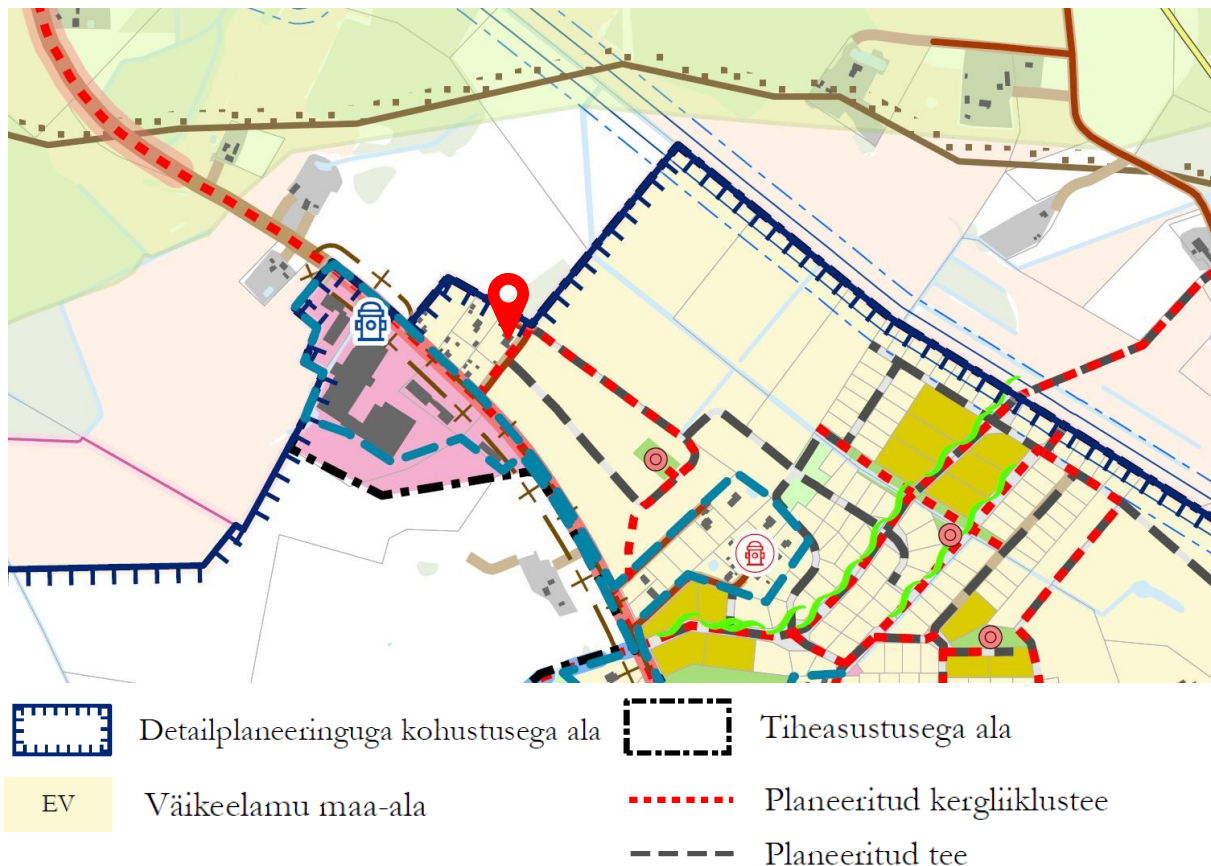 Detailplaneeringuga kohustusega ala
Tiheasustusega ala
EV
Väikeelamu maa-ala
Planeeritud kergliiklustee
Planeeritud tee